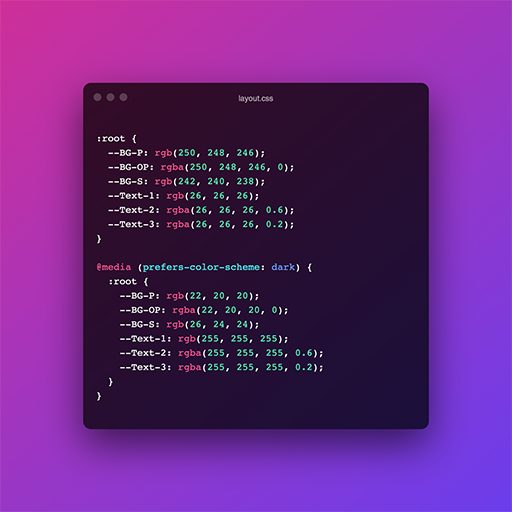 layout.css
:root {
--BG-P: rgb(250, 248, 246);
--BG-OP: rgba(250, 248, 246, 0);
--BG-S: rgb(242, 240, 238);
--Text-1: rgb(26, 26, 26);
--Text-2: rgba(26, 26, 26, 0.6);
--Text-3: rgba(26, 26, 26, 0.2);
}
@media (prefers-color-scheme: dark) {
:root {
--BG-P: rgb(22, 20, 20);
--BG-OP: rgba(22, 20, 20, 0);
--BG-S: rgb(26, 24, 24);
--Text-1: rgb(255, 255, 255);
--Text-2: rgba(255, 255, 255, 0.6);
--Text-3: rgba(255, 255, 255, 0.2);
}
}